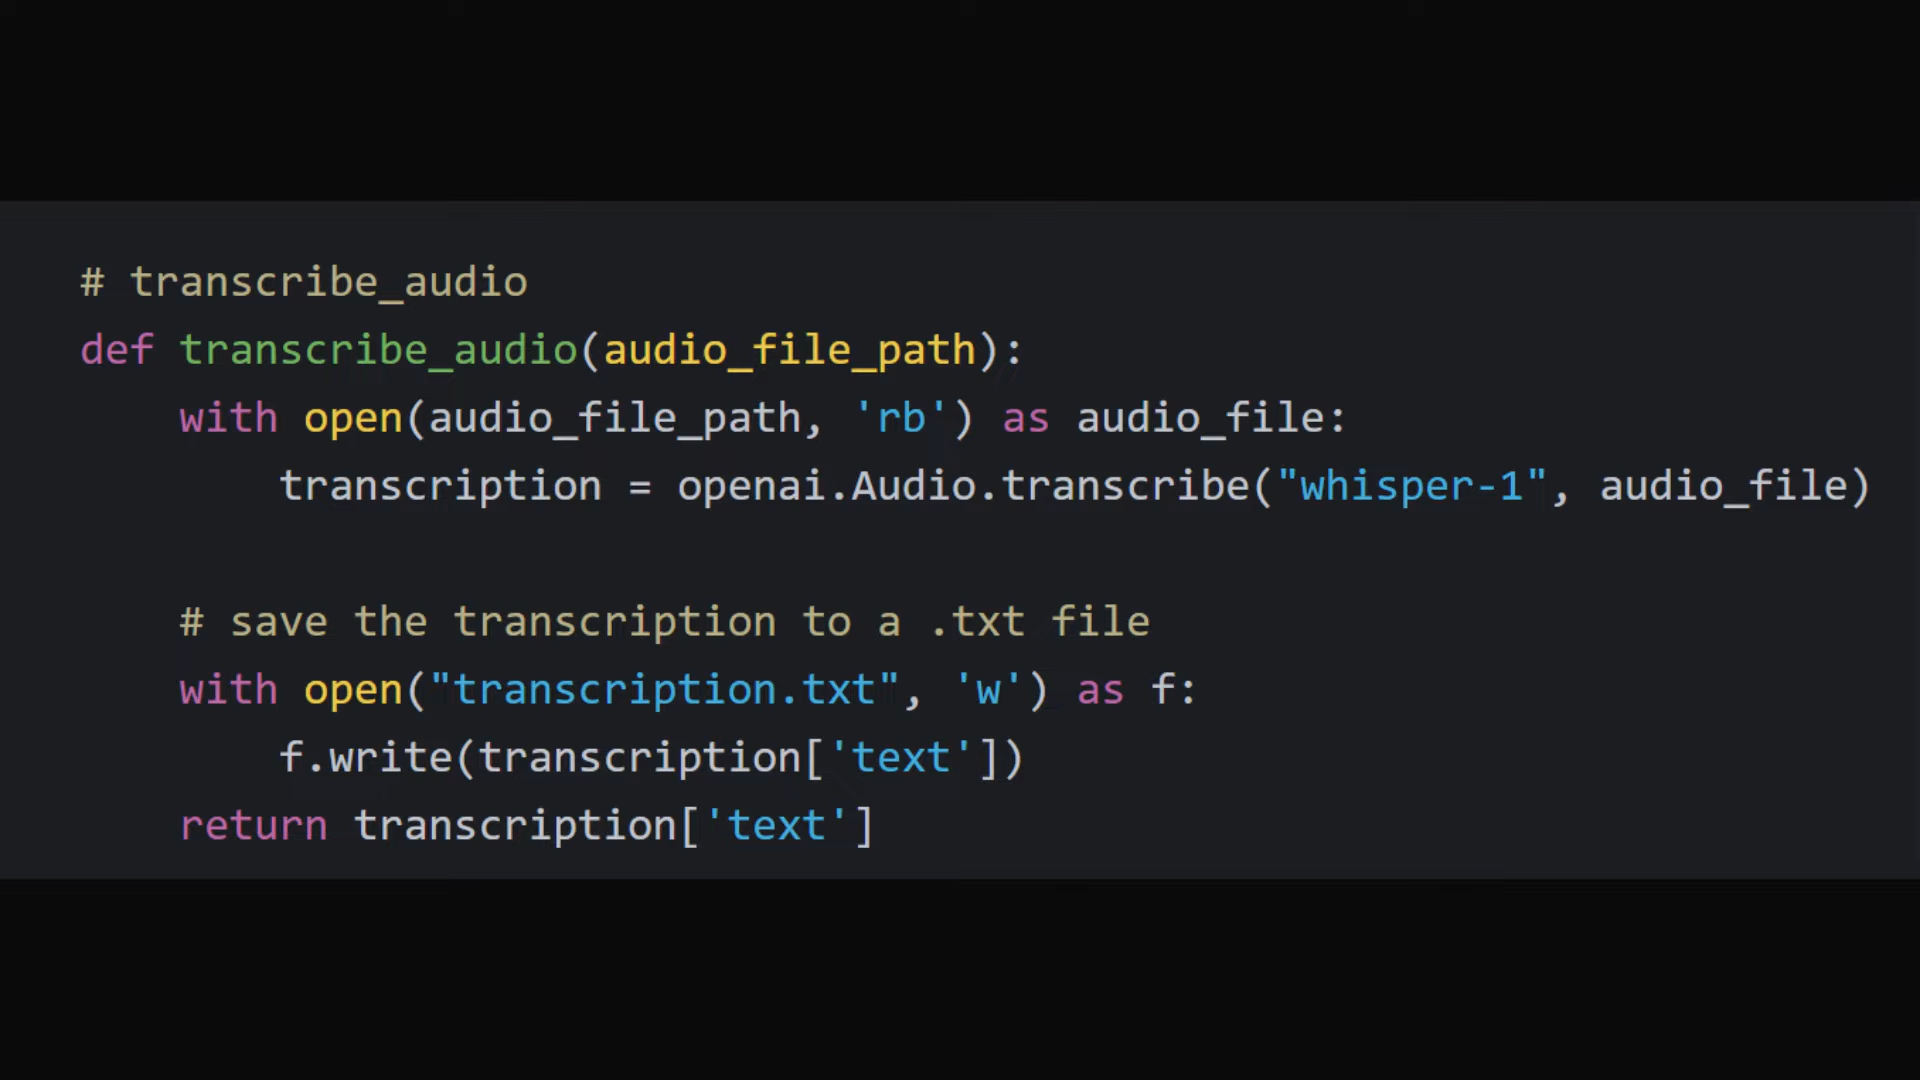 # transcribe_audio
def transcribe_audio(audio_file_path):
    with open(audio_file_path, 'rb') as audio_file:
        transcription = openai.Audio.transcribe("whisper-1", audio_file)

    # save the transcription to a .txt file
    with open("transcription.txt", 'w') as f:
        f.write(transcription['text'])
    return transcription['text']